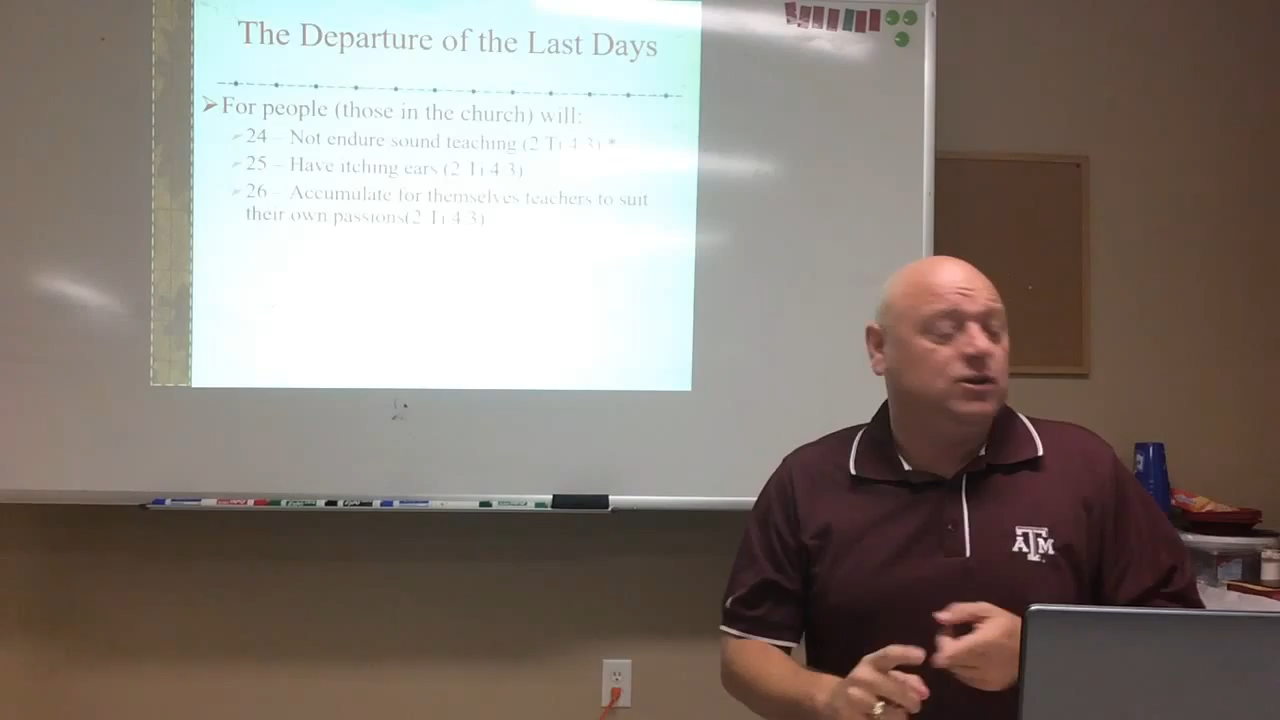 The Departure of the Last Days
For people (those in the church) will:
24 – Not endure sound teaching (2 Ti 4:3) *
25 – Have itching ears (2 Ti 4:3)
26 – Accumulate for themselves teachers to suit
their own passions(2 Ti 4:3)
ATM